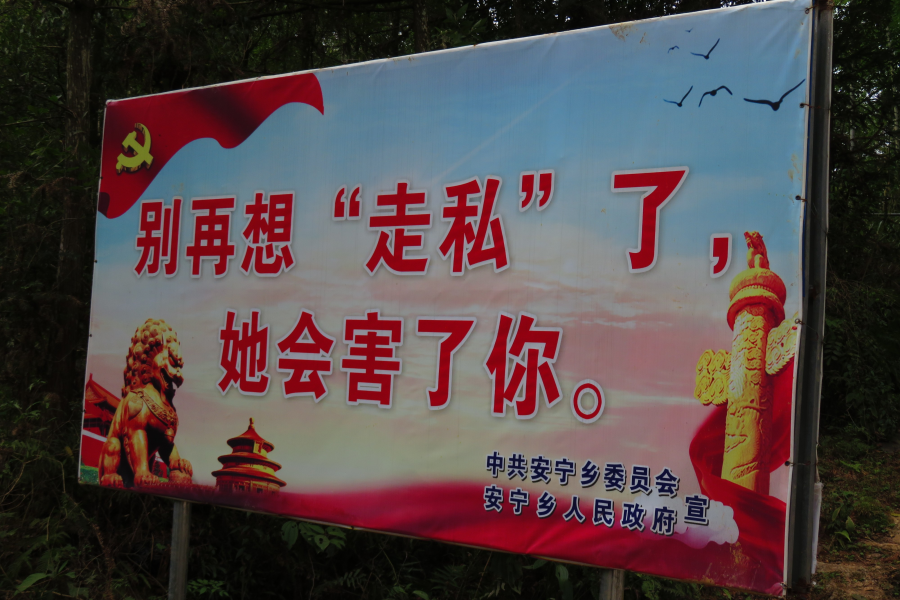 别再想“走私”了，
她会害了你。
中共安宁乡委员会
安宁乡人民政府 宣